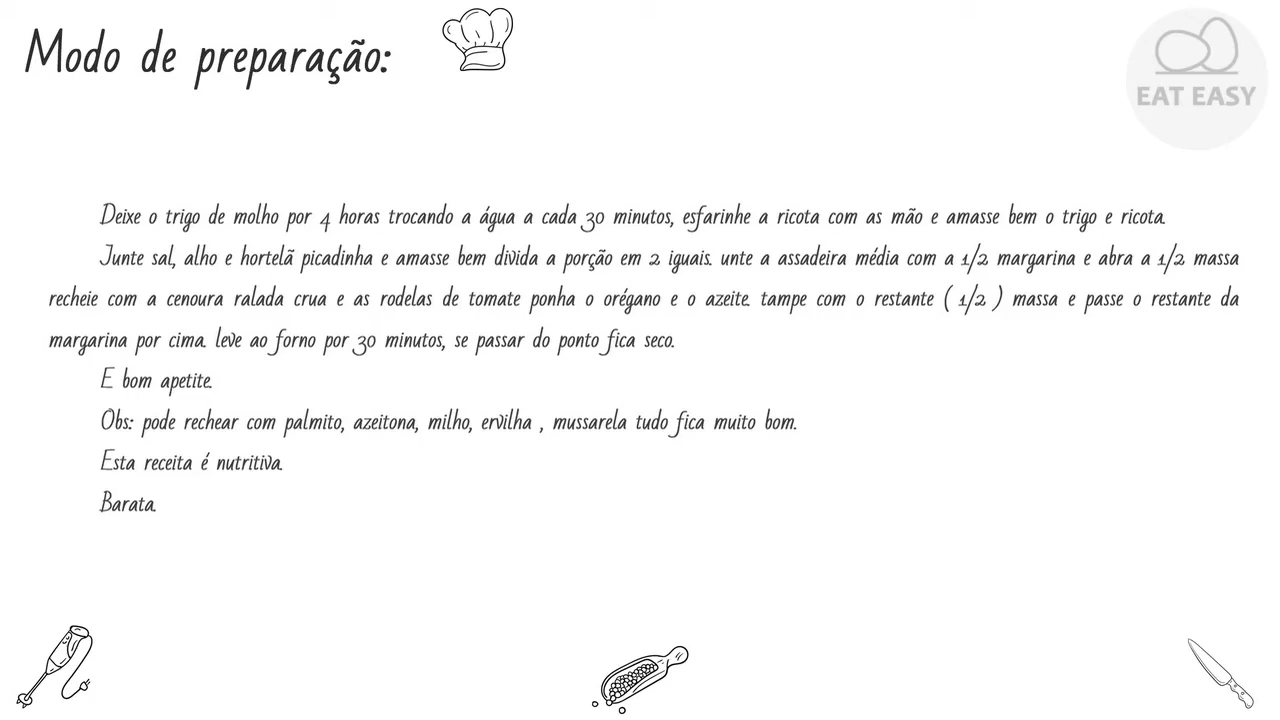 Modo de preparação:
EAT EASY
Deixe o trigo de molho por 4 horas trocando a água a cada 30 minutos, esfarinhe a ricota com as mão e amasse bem o trigo e ricota.
Junte sal, alho e hortelã picadinha e amasse bem divida a porção em 2 iguais. unte a assadeira média com a 1/2 margarina e abra a 1/2 massa
recheie com a cenoura ralada crua e as rodelas de tomate ponha o orégano e o azeite. tampe com o restante ( 1/2 ) massa e passe o restante da
margarina por cima. leve ao forno por 30 minutos, se passar do ponto fica seco.
E bom apetite.
Obs: pode rechear com palmito, azeitona, milho, ervilha , mussarela tudo fica muito bom.
Esta receita é nutritiva.
Barata.